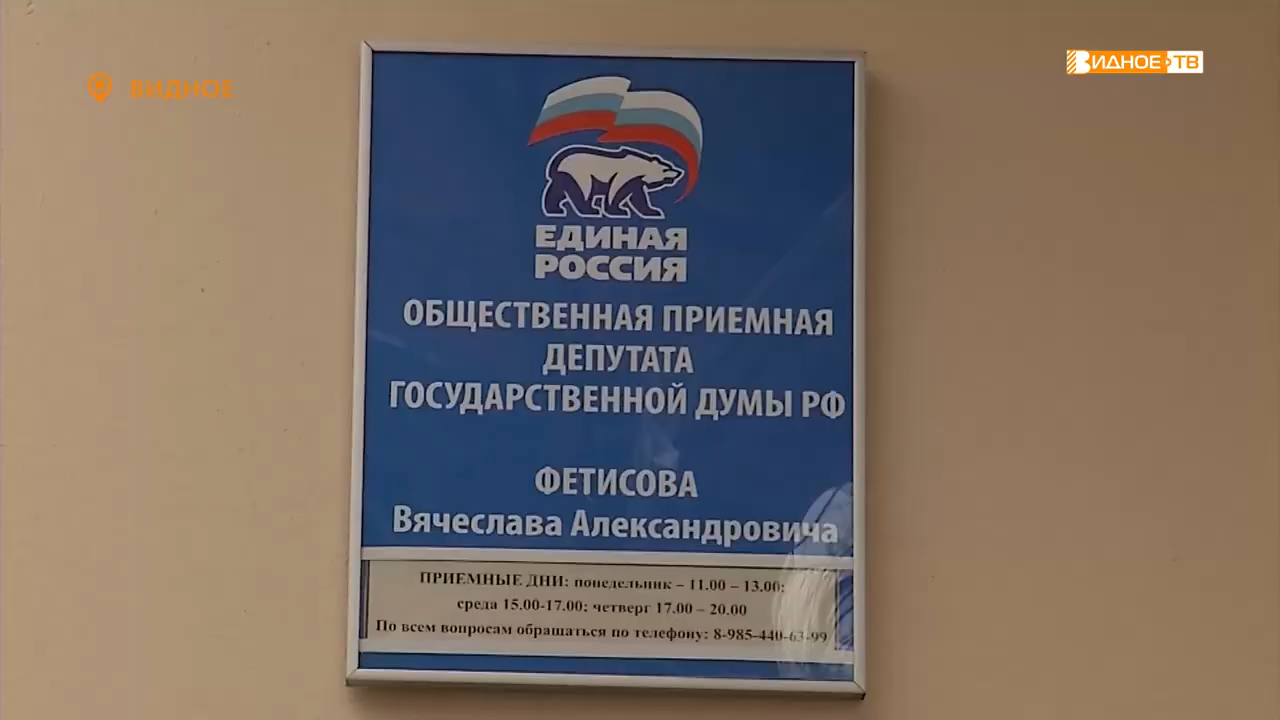 ВИДНОЕ
ВИДНОЕ ТВ
ЕДИНАЯ
РОССИЯ
ОБЩЕСТВЕННАЯ ПРИЕМНАЯ
ДЕПУТАТА
ГОСУДАРСТВЕННОЙ ДУМЫ РФ
ФЕТИСОВА
Вячеслава Александровича
ПРИЕМНЫЕ ДНИ: понедельник – 11.00 – 13.00;
среда 15.00-17.00; четверг 17.00 – 20.00
По всем вопросам обращаться по телефону: 8-985-440-63-99